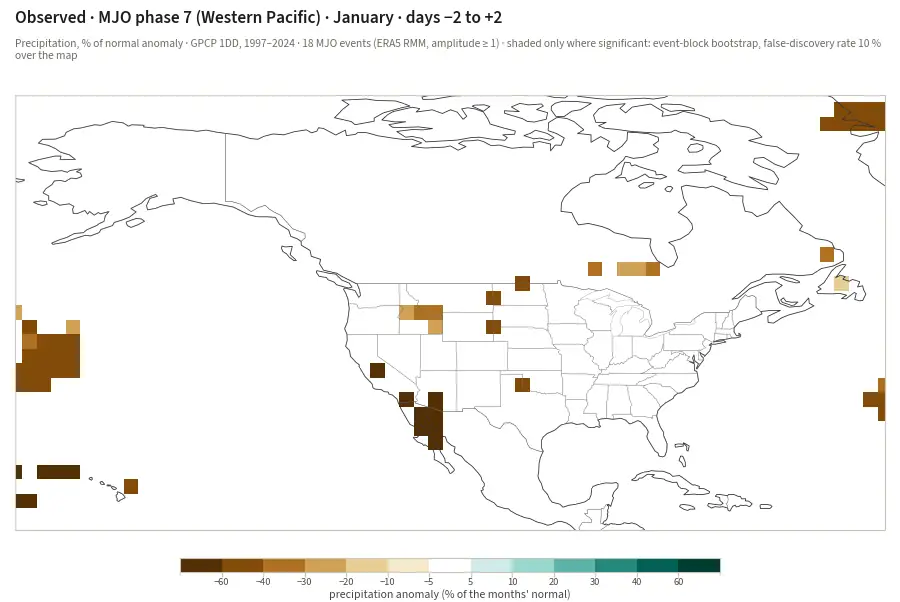 Observed · MJO phase 7 (Western Pacific) · January · days −2 to +2
Precipitation, % of normal anomaly · GPCP 1DD, 1997–2024 · 18 MJO events (ERA5 RMM, amplitude ≥ 1) · shaded only where significant: event-block bootstrap, false-discovery rate 10 %
over the map
−60 −40 −30 −20 −10 −5 5 10 20 30 40 60
precipitation anomaly (% of the months' normal)